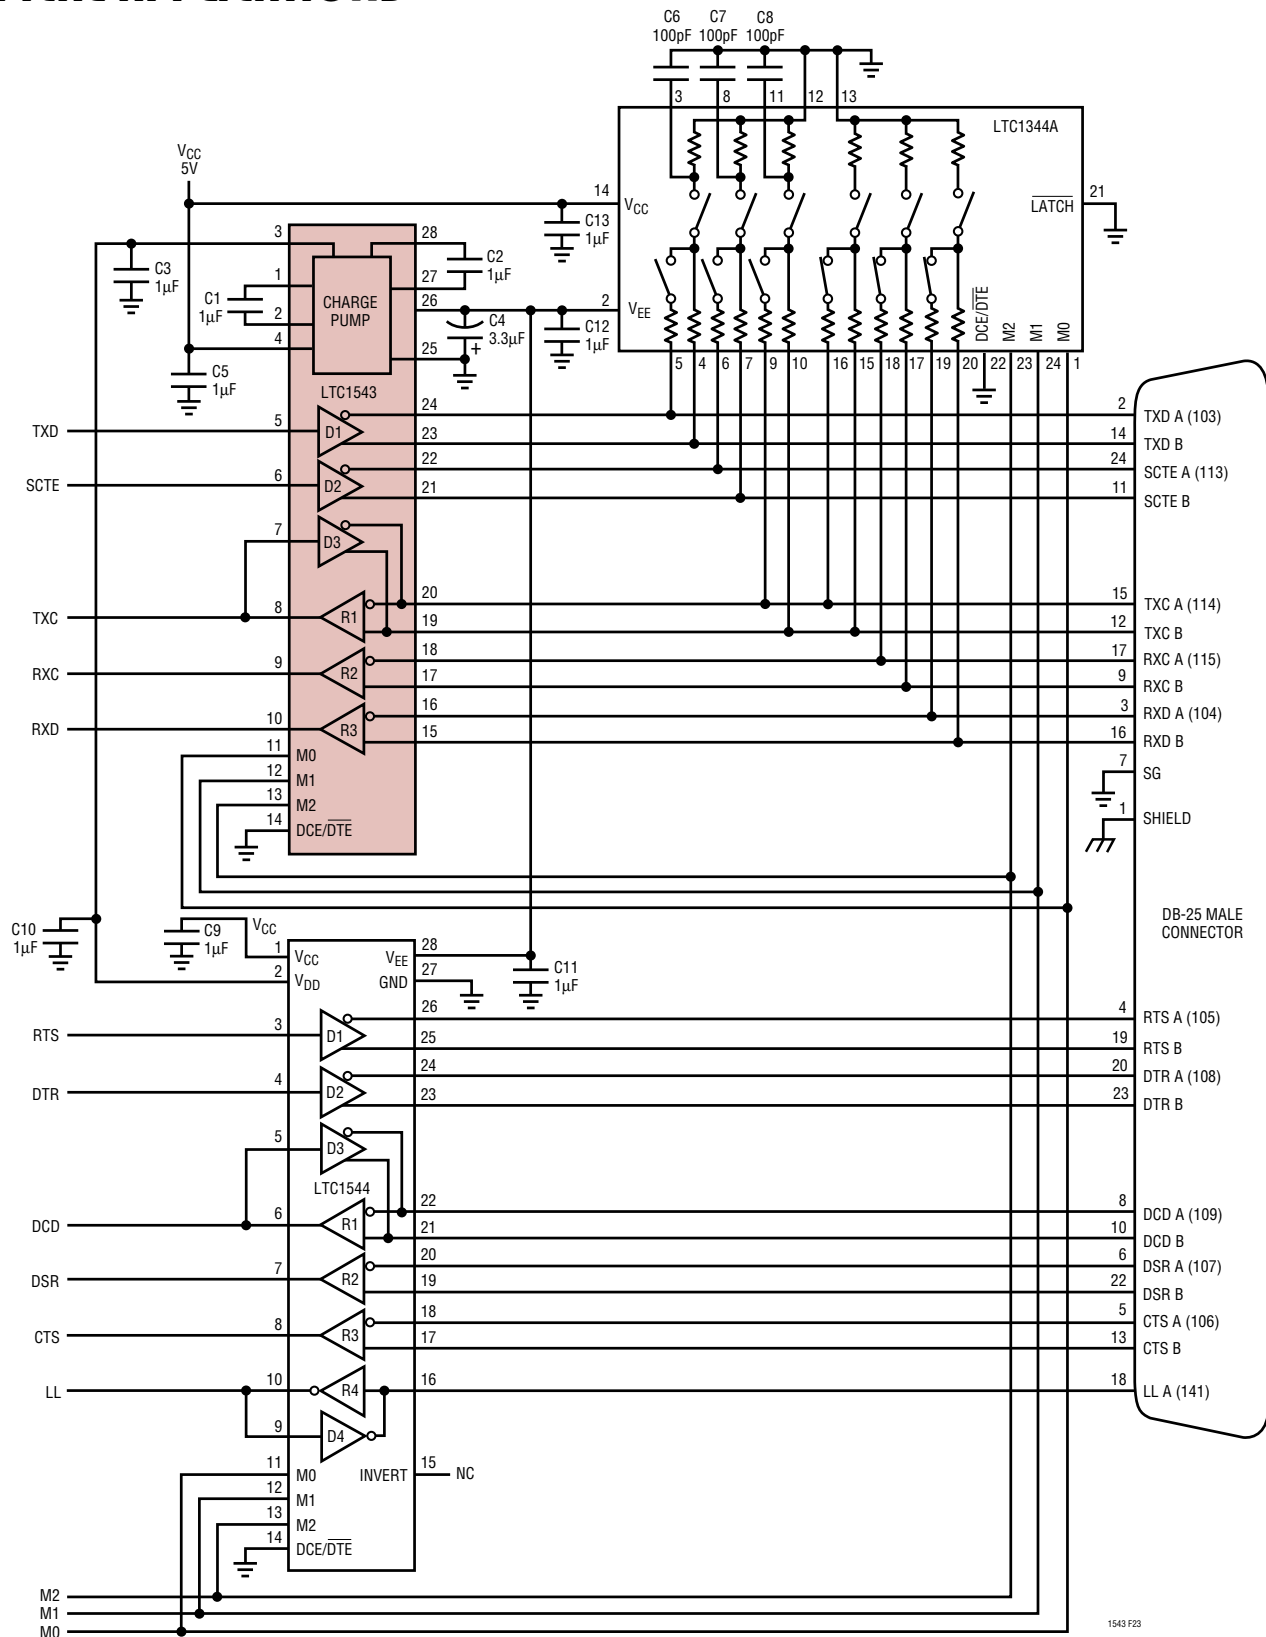 C6 C7 C8
100pF 100pF 100pF
3 8 11 12 13
LTC1344A
VCC
5V
14
VCC
LATCH
21
C13
1µF
3
28
C3
1µF
C2
1µF
1
27
C1
1µF
CHARGE
PUMP
2
26
2
VEE
C4
3.3µF
+
C12
1µF
4
25
DCE/DTE
M2
M1
M0
C5
1µF
5 4 6 7 9 10 16 15 18 17 19 20 22 23 24 1
LTC1543
TXD 5 D1 24 2 TXD A (103)
23 14 TXD B
SCTE 6 D2 22 24 SCTE A (113)
21 11 SCTE B
7 D3
TXC 8 R1 20 15 TXC A (114)
19 12 TXC B
RXC 9 R2 18 17 RXC A (115)
17 9 RXC B
RXD 10 R3 16 3 RXD A (104)
15 16 RXD B
11 M0
12 M1
13 M2
14 DCE/DTE
7 SG
1 SHIELD
DB-25 MALE
CONNECTOR
C10
1µF
C9
1µF
VCC
1 VCC VEE 28
2 VDD GND 27
C11
1µF
RTS 3 D1 26 4 RTS A (105)
25 19 RTS B
DTR 4 D2 24 20 DTR A (108)
23 23 DTR B
5 D3
LTC1544
DCD 6 R1 22 8 DCD A (109)
21 10 DCD B
DSR 7 R2 20 6 DSR A (107)
19 22 DSR B
CTS 8 R3 18 5 CTS A (106)
17 13 CTS B
LL 10 R4 16 18 LL A (141)
9 D4
11 M0 INVERT 15 NC
12 M1
13 M2
14 DCE/DTE
M2
M1
M0
1543 F23